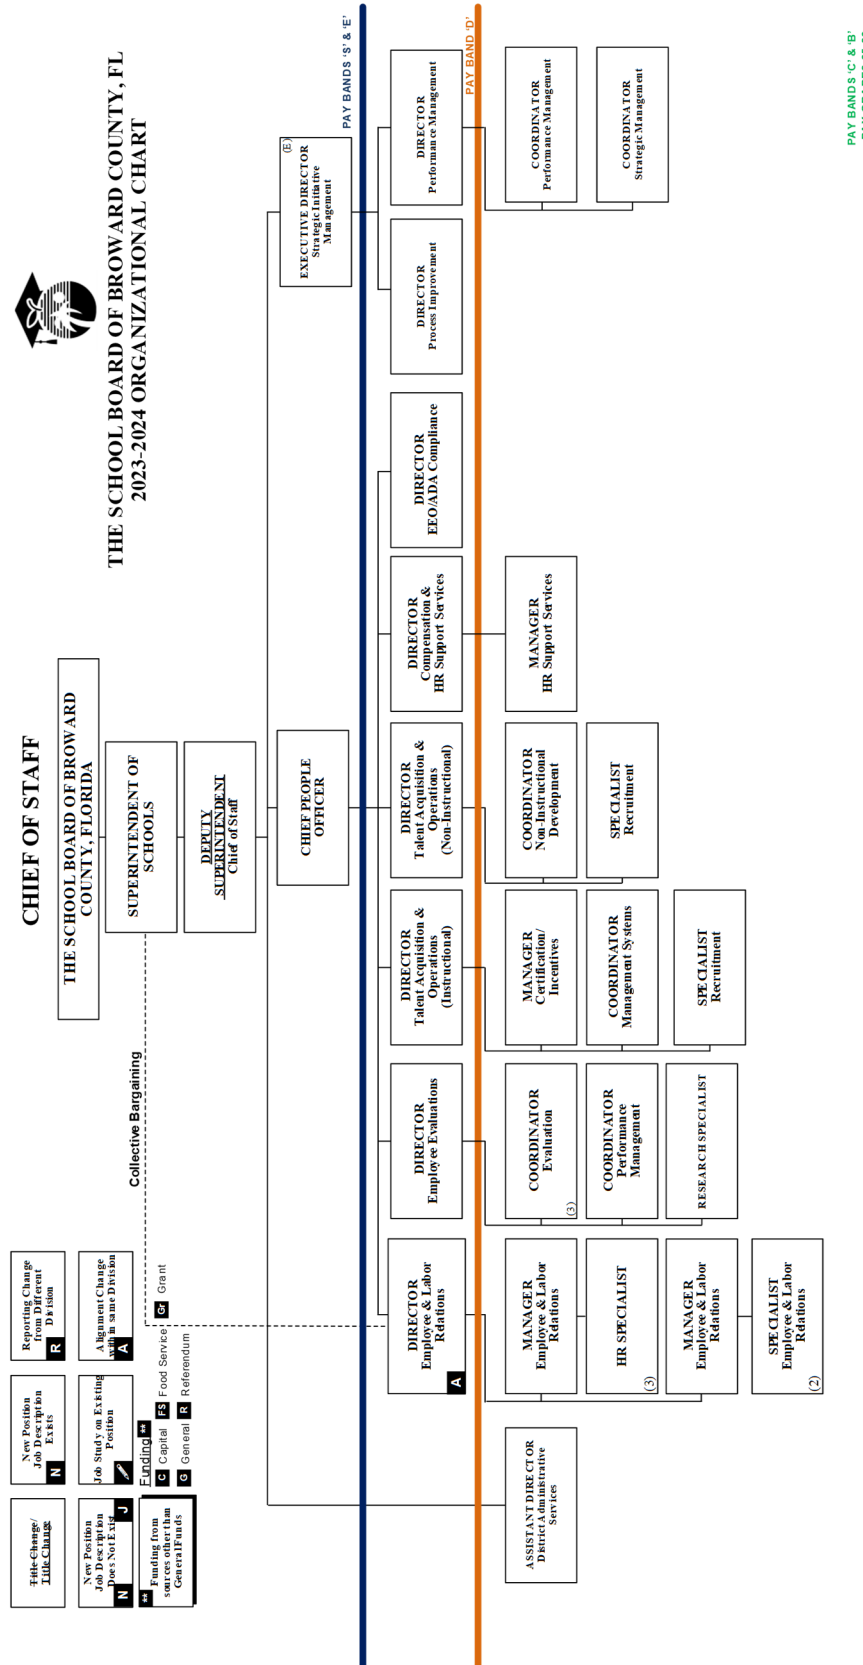 CHIEF OF STAFF
THE SCHOOL BOARD OF BROWARD COUNTY, FL
2023-2024 ORGANIZATIONAL CHART
Title Change/
Title Change
New Position
Job Description
Exists
N
Reporting Change
from Different
Division
R
New Position
Job Description
Does Not Exist
N
J
Job Study on Existing
Position
Alignment Change
within same Division
A
**
Funding from
sources other than
General Funds
Funding **
C Capital
FS Food Service
Gr Grant
G General
R Referendum
THE SCHOOL BOARD OF BROWARD
COUNTY, FLORIDA
SUPERINTENDENT OF
SCHOOLS
Collective Bargaining
DEPUTY
SUPERINTENDENT
Chief of Staff
CHIEF PEOPLE
OFFICER
(E)
EXECUTIVE DIRECTOR
Strategic Initiative
Management
PAY BANDS 'S' & 'E'
A
DIRECTOR
Employee & Labor
Relations
DIRECTOR
Employee Evaluations
DIRECTOR
Talent Acquisition &
Operations
(Instructional)
DIRECTOR
Talent Acquisition &
Operations
(Non-Instructional)
DIRECTOR
Compensation &
HR Support Services
DIRECTOR
EEO/ADA Compliance
DIRECTOR
Process Improvement
DIRECTOR
Performance Management
PAY BAND 'D'
ASSISTANT DIRECTOR
District Administrative
Services
MANAGER
Employee & Labor
Relations
COORDINATOR
Evaluation
(3)
MANAGER
Certification/
Incentives
COORDINATOR
Non-Instructional
Development
MANAGER
HR Support Services
COORDINATOR
Performance Management
HR SPECIALIST
(3)
COORDINATOR
Performance
Management
COORDINATOR
Management Systems
SPECIALIST
Recruitment
COORDINATOR
Strategic Management
MANAGER
Employee & Labor
Relations
RESEARCH SPECIALIST
SPECIALIST
Recruitment
SPECIALIST
Employee & Labor
Relations
(2)
PAY BANDS 'C' & 'B'